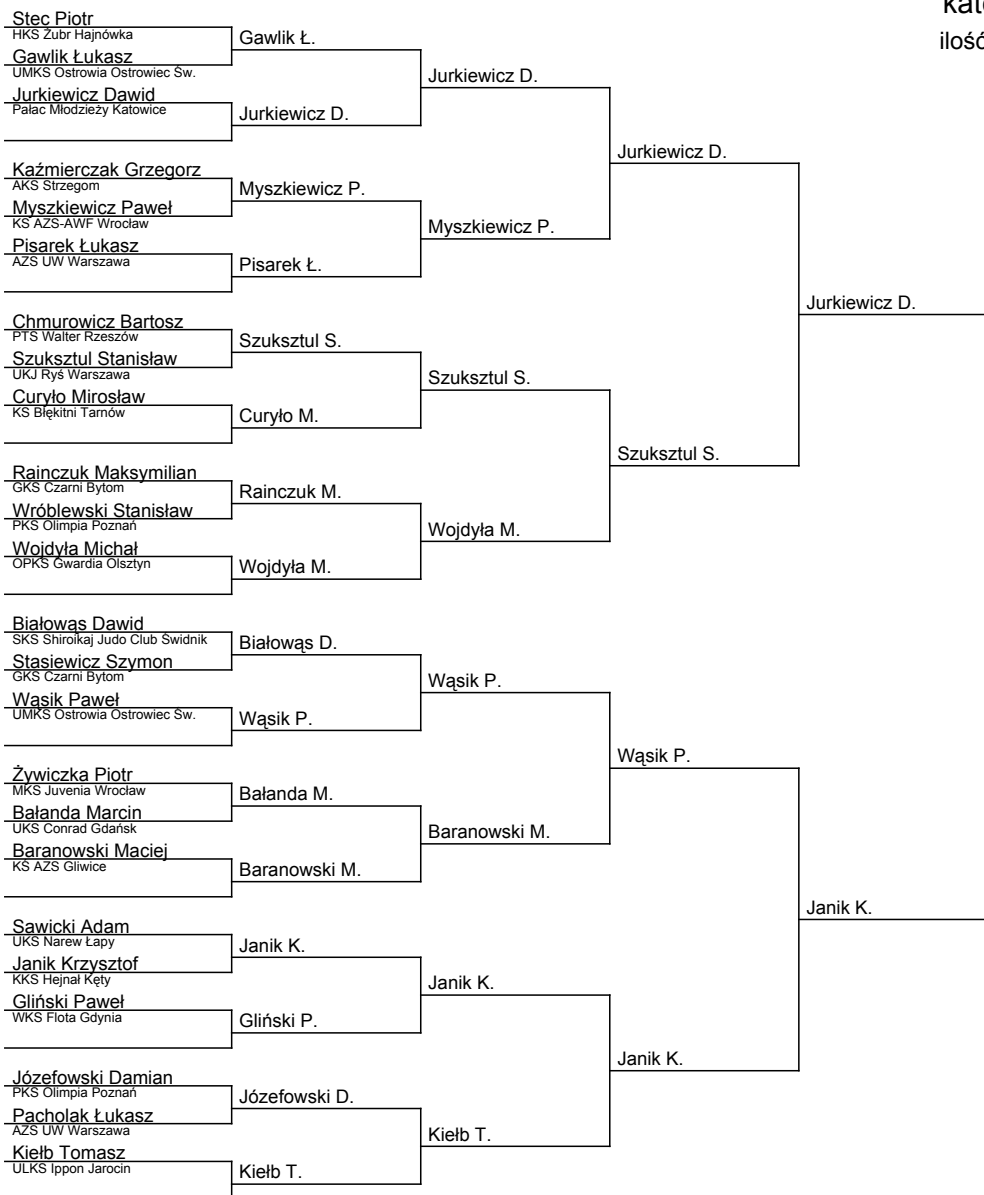 kate
ilość
Stec Piotr
HKS Żubr Hajnówka
Gawlik Łukasz
UMKS Ostrowia Ostrowiec Św.
Jurkiewicz Dawid
Pałac Młodzieży Katowice
Kaźmierczak Grzegorz
AKS Strzegom
Myszkiewicz Paweł
KS AZS-AWF Wrocław
Pisarek Łukasz
AZS UW Warszawa
Chmurowicz Bartosz
PTS Walter Rzeszów
Szuksztul Stanisław
UKJ Ryś Warszawa
Curyło Mirosław
KS Błękitni Tarnów
Rainczuk Maksymilian
GKS Czarni Bytom
Wróblewski Stanisław
PKS Olimpia Poznań
Wojdyła Michał
OPKS Gwardia Olsztyn
Białowąs Dawid
SKS Shiroikaj Judo Club Świdnik
Stasiewicz Szymon
GKS Czarni Bytom
Wąsik Paweł
UMKS Ostrowia Ostrowiec Św.
Żywiczka Piotr
MKS Juvenia Wrocław
Bałanda Marcin
UKS Conrad Gdańsk
Baranowski Maciej
KS AZS Gliwice
Sawicki Adam
UKS Narew Łapy
Janik Krzysztof
KKS Hejnał Kęty
Gliński Paweł
WKS Flota Gdynia
Józefowski Damian
PKS Olimpia Poznań
Pacholak Łukasz
AZS UW Warszawa
Kiełb Tomasz
ULKS Ippon Jarocin
Gawlik Ł.
Jurkiewicz D.
Myszkiewicz P.
Pisarek Ł.
Szuksztul S.
Curyło M.
Rainczuk M.
Wojdyła M.
Białowąs D.
Wąsik P.
Bałanda M.
Baranowski M.
Janik K.
Gliński P.
Józefowski D.
Kiełb T.
Jurkiewicz D.
Myszkiewicz P.
Szuksztul S.
Wojdyła M.
Wąsik P.
Baranowski M.
Janik K.
Kiełb T.
Jurkiewicz D.
Szuksztul S.
Wąsik P.
Janik K.
Jurkiewicz D.
Janik K.